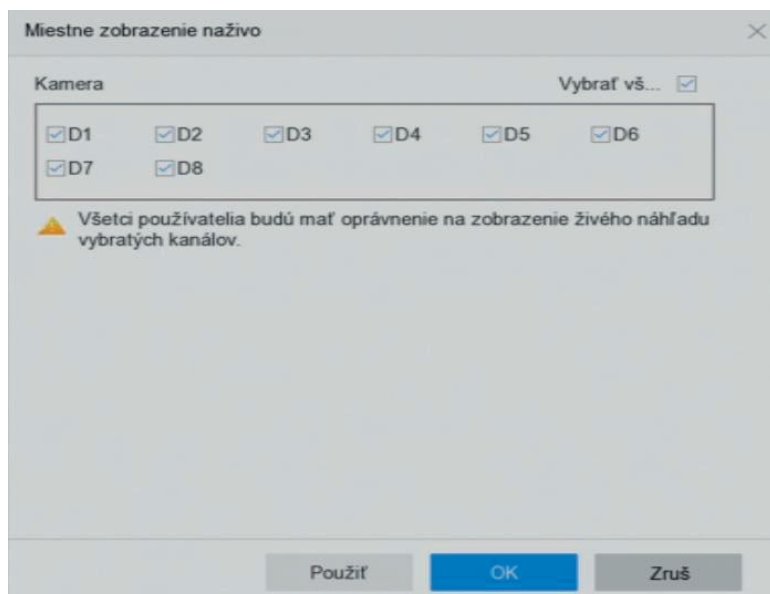 Miestne zobrazenie naživo
Kamera Vybrať vš...
D1 D2 D3 D4 D5 D6
D7 D8
Všetci používatelia budú mať oprávnenie na zobrazenie živého náhľadu
vybratých kanálov.
Použiť OK Zruš